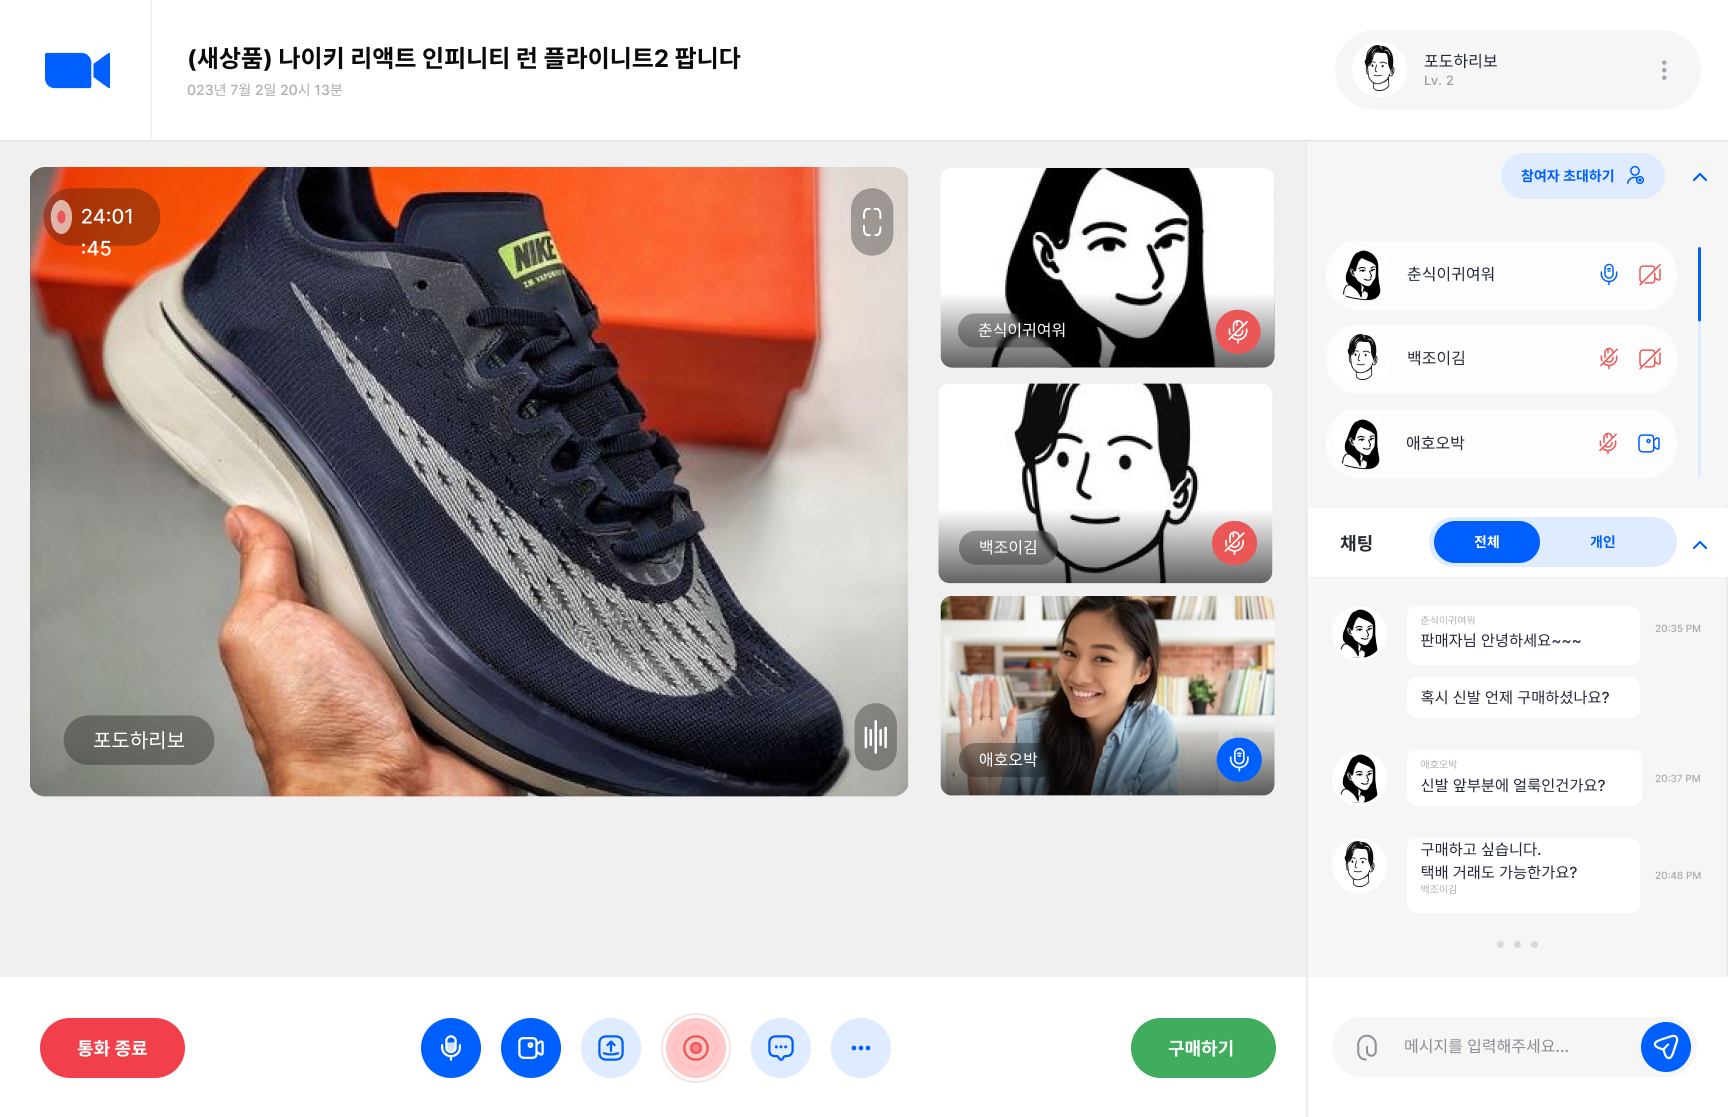 (새상품) 나이키 리액트 인피니티 런 플라이니트2 팝니다
023년 7월 2일 20시 13분
포도하리보
Lv. 2
24:01
:45
NIKE
포도하리보
춘식이귀여워
백조이김
애호오박
참여자 초대하기
춘식이귀여워
백조이김
애호오박
채팅
전체
개인
춘식이귀여워
판매자님 안녕하세요~~~
20:35 PM
혹시 신발 언제 구매하셨나요?
애호오박
신발 앞부분에 얼룩인건가요?
20:37 PM
구매하고 싶습니다.
택배 거래도 가능한가요?
백조이김
20:48 PM
통화 종료
구매하기
메시지를 입력해주세요...